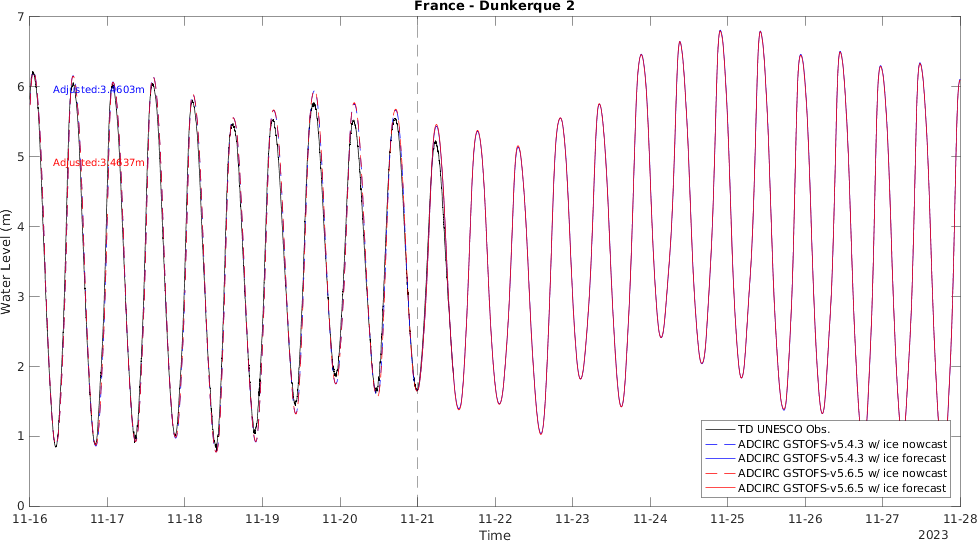 France - Dunkerque 2
7
6
5
4
3
2
1
0
Water Level (m)
Adjusted:3.4603m
Adjusted:3.4637m
TD UNESCO Obs.
ADCIRC GSTOFS-v5.4.3 w/ ice nowcast
ADCIRC GSTOFS-v5.4.3 w/ ice forecast
ADCIRC GSTOFS-v5.6.5 w/ ice nowcast
ADCIRC GSTOFS-v5.6.5 w/ ice forecast
11-16 11-17 11-18 11-19 11-20 11-21 11-22 11-23 11-24 11-25 11-26 11-27 11-28
Time
2023